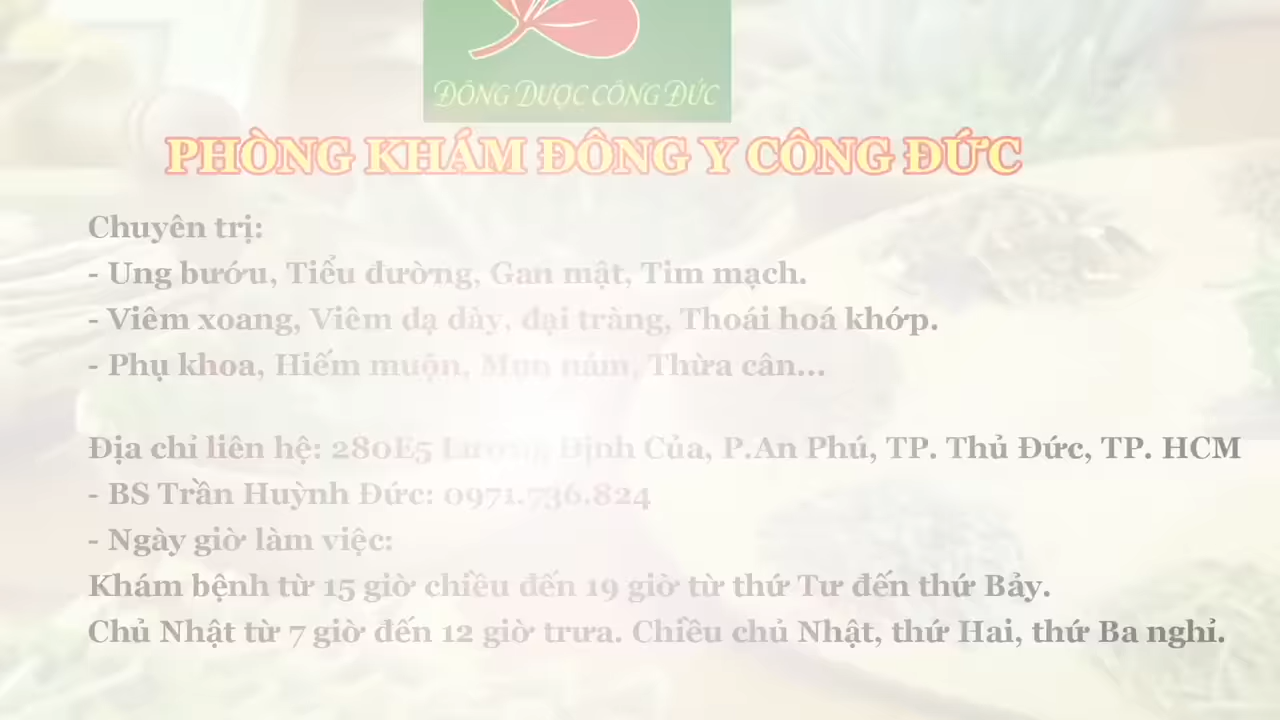 ĐÔNG DƯỢC CÔNG ĐỨC
PHÒNG KHÁM ĐÔNG Y CÔNG ĐỨC
Chuyên trị:
- Ung bướu, Tiểu đường, Gan mật, Tim mạch.
- Viêm xoang, Viêm dạ dày, đại tràng, Thoái hoá khớp.
- Phụ khoa, Hiếm muộn, Mụn nám, Thừa cân...
Địa chỉ liên hệ: 280E5 Lương Định Của, P.An Phú, TP. Thủ Đức, TP. HCM
- BS Trần Huỳnh Đức: 0971.736.824
- Ngày giờ làm việc:
Khám bệnh từ 15 giờ chiều đến 19 giờ từ thứ Tư đến thứ Bảy.
Chủ Nhật từ 7 giờ đến 12 giờ trưa. Chiều chủ Nhật, thứ Hai, thứ Ba nghỉ.